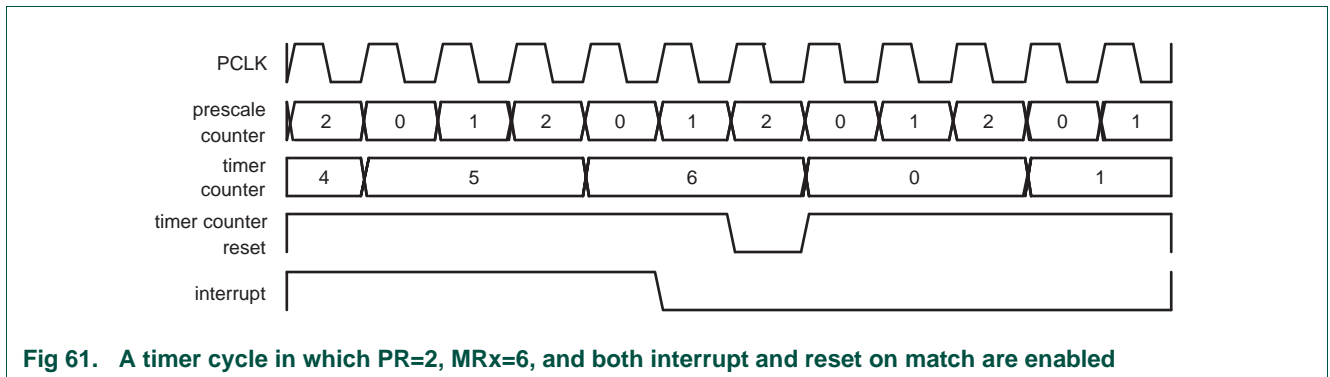 PCLK
prescale
counter
2 0 1 2 0 1 2 0 1 2 0 1
timer
counter
4 5 6 0 1
timer counter
reset
interrupt
Fig 61. A timer cycle in which PR=2, MRx=6, and both interrupt and reset on match are enabled